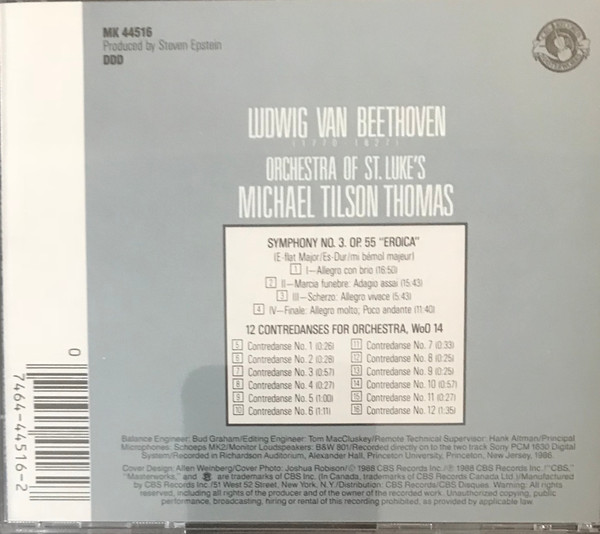 MK 44516
Produced by Steven Epstein
DDD
LUDWIG VAN BEETHOVEN
(1770-1827)
ORCHESTRA OF ST. LUKE'S
MICHAEL TILSON THOMAS
SYMPHONY NO. 3. OP. 55 "EROICA"
(E-flat Major/Es-Dur/mi bémol majeur)
1 I—Allegro con brio (16:50)
2 II—Marcia funebre: Adagio assai (15:43)
3 III—Scherzo: Allegro vivace (5:43)
4 IV—Finale: Allegro molto; Poco andante (11:40)
12 CONTREDANSES FOR ORCHESTRA, WoO 14
5 Contredanse No. 1 (0:26)
6 Contredanse No. 2 (0:28)
7 Contredanse No. 3 (0:57)
8 Contredanse No. 4 (0:27)
9 Contredanse No. 5 (1:00)
10 Contredanse No. 6 (1:11)
11 Contredanse No. 7 (0:33)
12 Contredanse No. 8 (0:25)
13 Contredanse No. 9 (0:25)
14 Contredanse No. 10 (0:57)
15 Contredanse No. 11 (0:27)
16 Contredanse No. 12 (1:35)
Balance Engineer: Bud Graham/Editing Engineer: Tom MacCluskey/Remote Technical Supervisor: Hank Altman/Principal
Microphones: Schoeps MK2/Monitor Loudspeakers: B&W 801/Recorded directly on to the two track Sony PCM 1630 Digital
System/Recorded in Richardson Auditorium, Alexander Hall, Princeton University, Princeton, New Jersey, 1986
Cover Design: Allen Weinberg/Cover Photo: Joshua Robison/© 1988 CBS Records Inc./℗ 1988 CBS Records Inc./"CBS,"
"Masterworks," and are trademarks of CBS Inc. (In Canada, trademarks of CBS Records Canada Ltd.)/Manufactured
by CBS Records Inc./51 West 52 Street, New York, N.Y./Distribution: CBS Records/CBS Disques. Warning: All rights
reserved, including all rights of the producer and of the owner of the recorded work. Unauthorized copying, public
performance, broadcasting, hiring or rental of this recording prohibited, as provided by applicable law
0
7464-44516-2